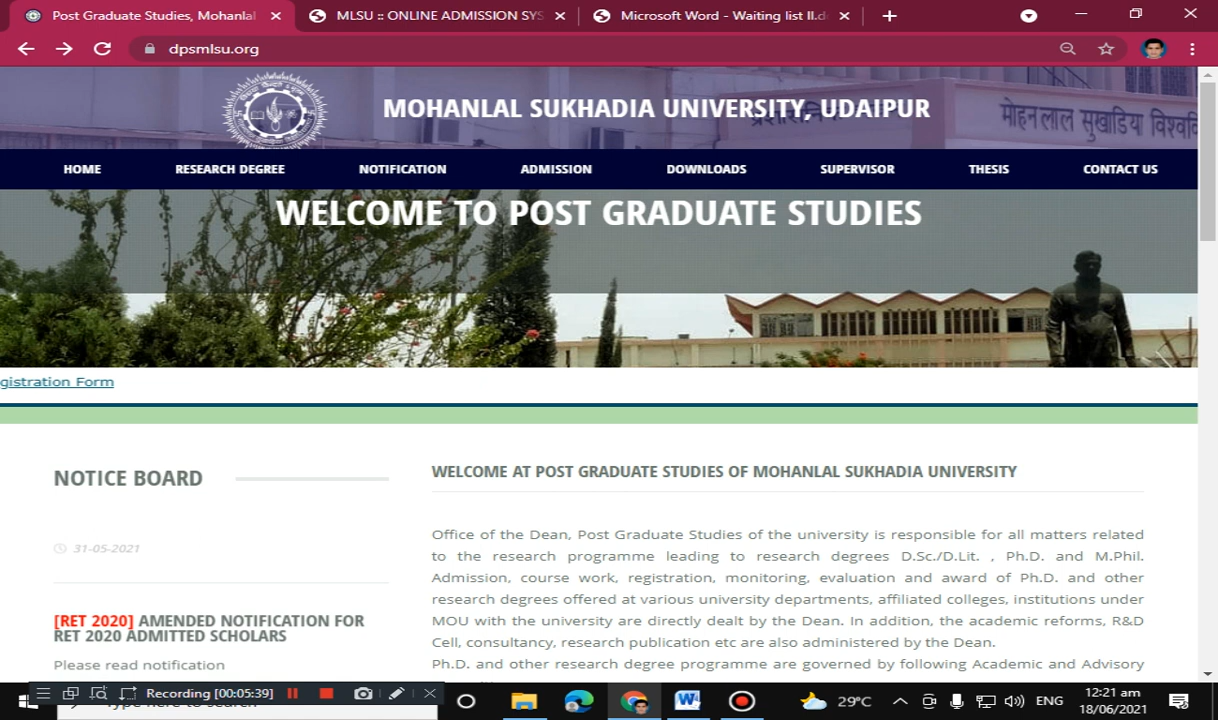 Post Graduate Studies, Mohanlal
MLSU :: ONLINE ADMISSION SYS
Microsoft Word - Waiting list II.do
dpsmlsu.org
MOHANLAL SUKHADIA UNIVERSITY, UDAIPUR
मोहनलाल सुखाडिया विश्ववि
HOME RESEARCH DEGREE NOTIFICATION ADMISSION DOWNLOADS SUPERVISOR THESIS CONTACT US
WELCOME TO POST GRADUATE STUDIES
gistration Form
NOTICE BOARD
31-05-2021
[RET 2020] AMENDED NOTIFICATION FOR
RET 2020 ADMITTED SCHOLARS
Please read notification
WELCOME AT POST GRADUATE STUDIES OF MOHANLAL SUKHADIA UNIVERSITY
Office of the Dean, Post Graduate Studies of the university is responsible for all matters related
to the research programme leading to research degrees D.Sc./D.Lit. , Ph.D. and M.Phil.
Admission, course work, registration, monitoring, evaluation and award of Ph.D. and other
research degrees offered at various university departments, affiliated colleges, institutions under
MOU with the university are directly dealt by the Dean. In addition, the academic reforms, R&D
Cell, consultancy, research publication etc are also administered by the Dean.
Ph.D. and other research degree programme are governed by following Academic and Advisory
Recording [00:05:39]
Type here to search
29°C
ENG
12:21 am
18/06/2021